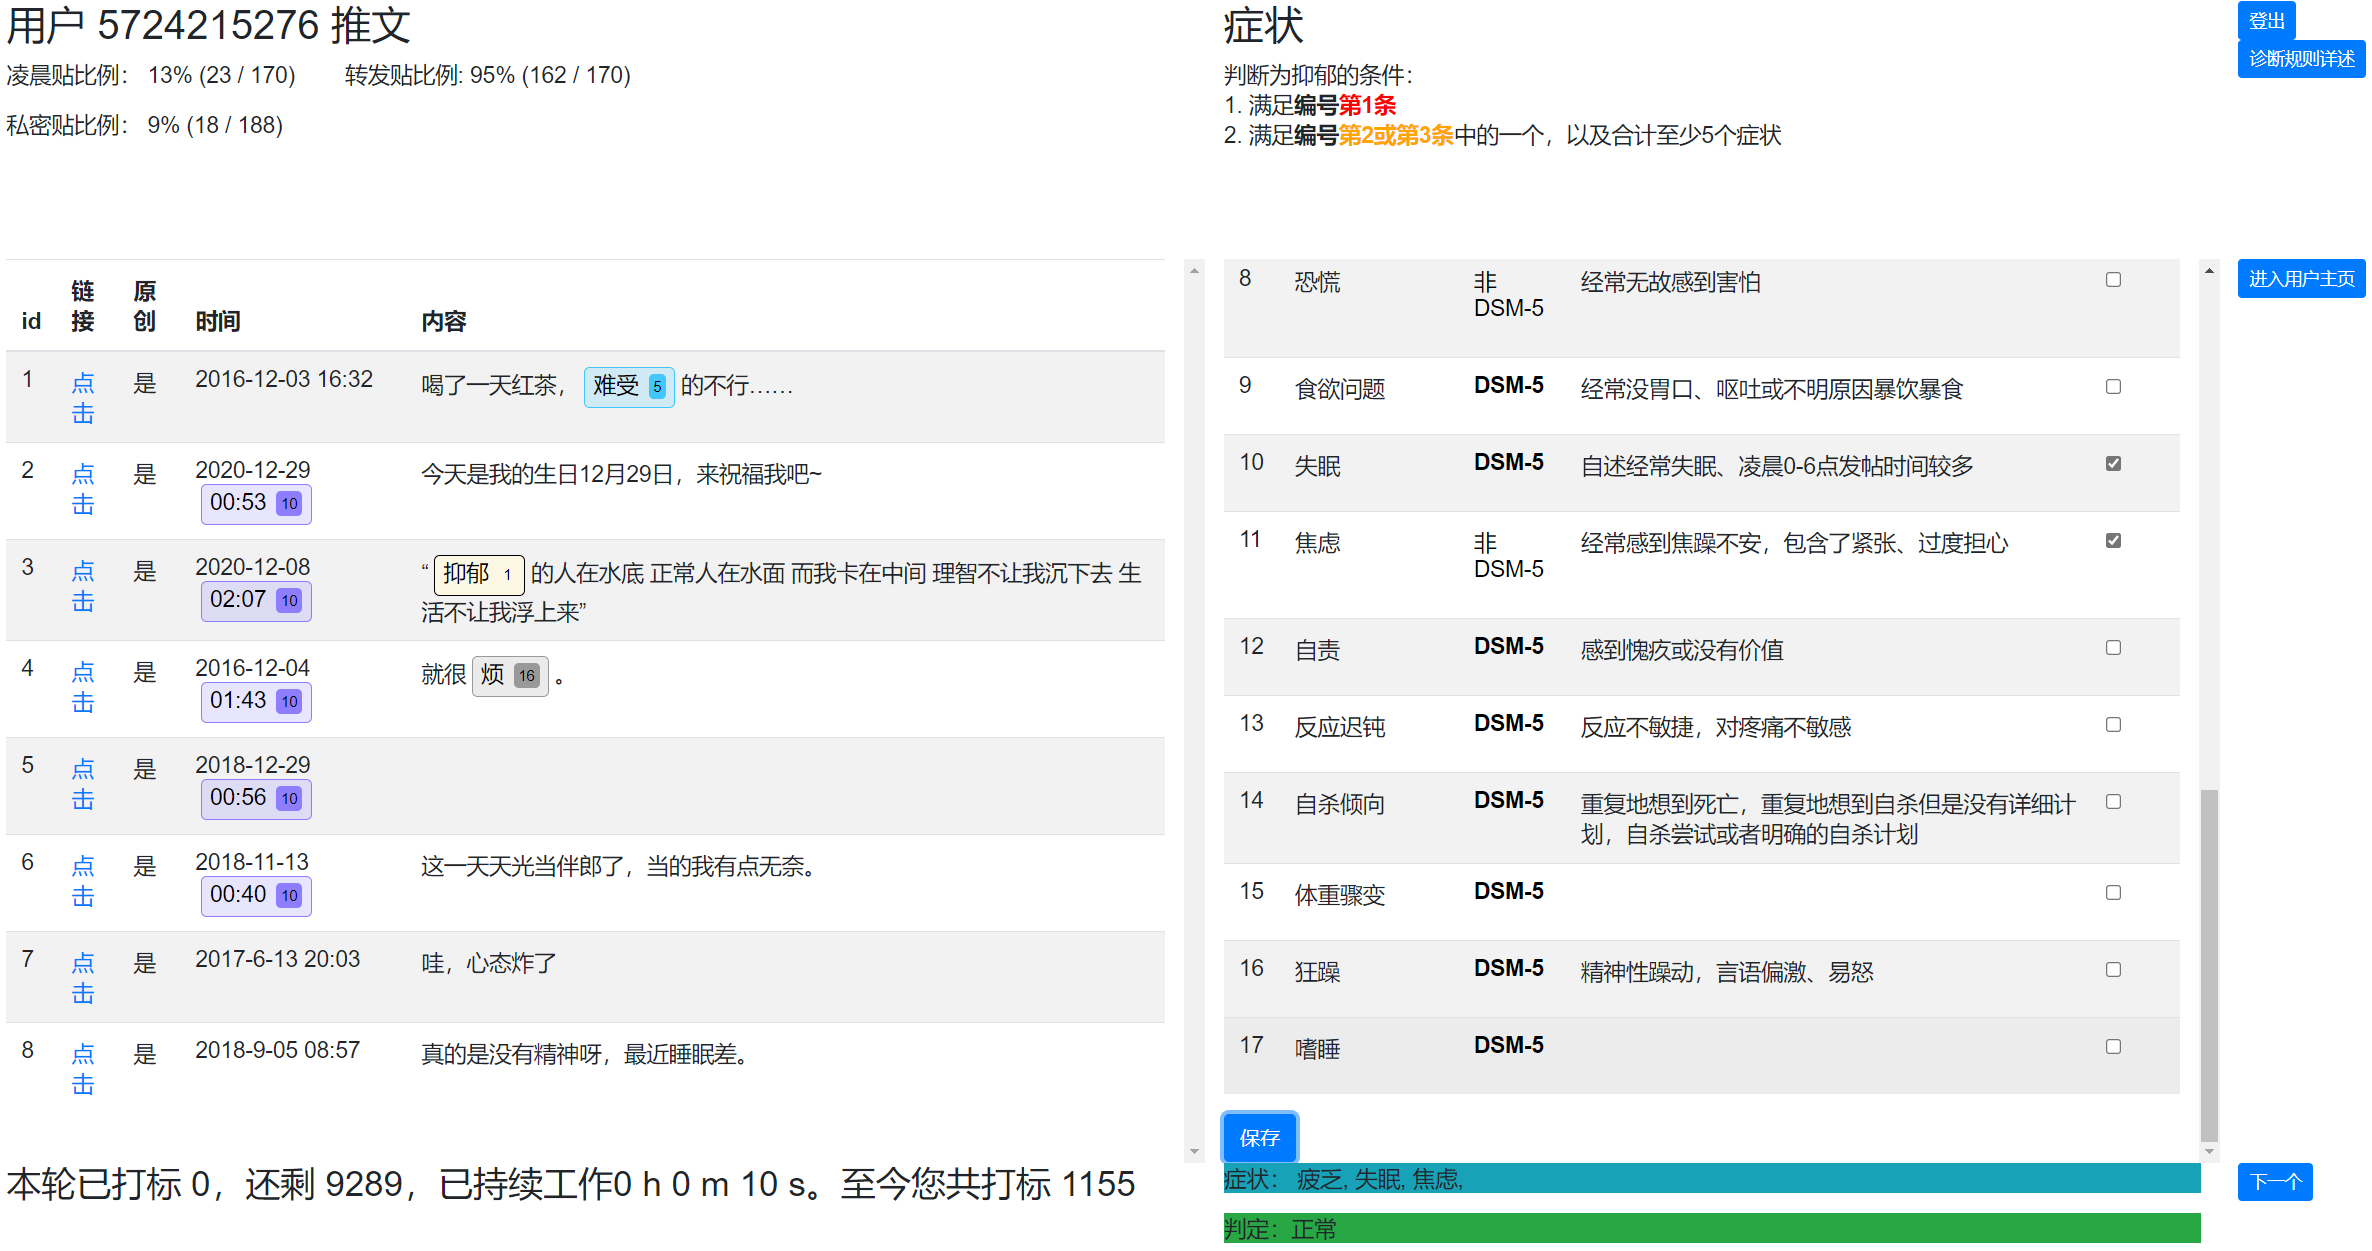 用户 5724215276 推文
凌晨贴比例： 13% (23 / 170) 转发贴比例: 95% (162 / 170)
私密贴比例： 9% (18 / 188)
id 链接 原创 时间 内容
1 点击 是 2016-12-03 16:32 喝了一天红茶， 难受 5 的不行……
2 点击 是 2020-12-29 00:53 10 今天是我的生日12月29日，来祝福我吧~
3 点击 是 2020-12-08 02:07 10 “ 抑郁 1 的人在水底 正常人在水面 而我卡在中间 理智不让我沉下去 生
活不让我浮上来”
4 点击 是 2016-12-04 01:43 10 就很 烦 16 。
5 点击 是 2018-12-29 00:56 10
6 点击 是 2018-11-13 00:40 10 这一天天光当伴郎了，当的我有点无奈。
7 点击 是 2017-6-13 20:03 哇，心态炸了
8 点击 是 2018-9-05 08:57 真的是没有精神呀，最近睡眠差。
本轮已打标 0，还剩 9289，已持续工作0 h 0 m 10 s。至今您共打标 1155
症状
判断为抑郁的条件：
1. 满足编号第1条
2. 满足编号第2或第3条中的一个，以及合计至少5个症状
8 恐慌 非 DSM-5 经常无故感到害怕
9 食欲问题 DSM-5 经常没胃口、呕吐或不明原因暴饮暴食
10 失眠 DSM-5 自述经常失眠、凌晨0-6点发帖时间较多
11 焦虑 非 DSM-5 经常感到焦躁不安，包含了紧张、过度担心
12 自责 DSM-5 感到愧疚或没有价值
13 反应迟钝 DSM-5 反应不敏捷，对疼痛不敏感
14 自杀倾向 DSM-5 重复地想到死亡，重复地想到自杀但是没有详细计
划，自杀尝试或者明确的自杀计划
15 体重骤变 DSM-5
16 狂躁 DSM-5 精神性躁动，言语偏激、易怒
17 嗜睡 DSM-5
保存
症状： 疲乏, 失眠, 焦虑,
判定：正常
登出
诊断规则详述
进入用户主页
下一个